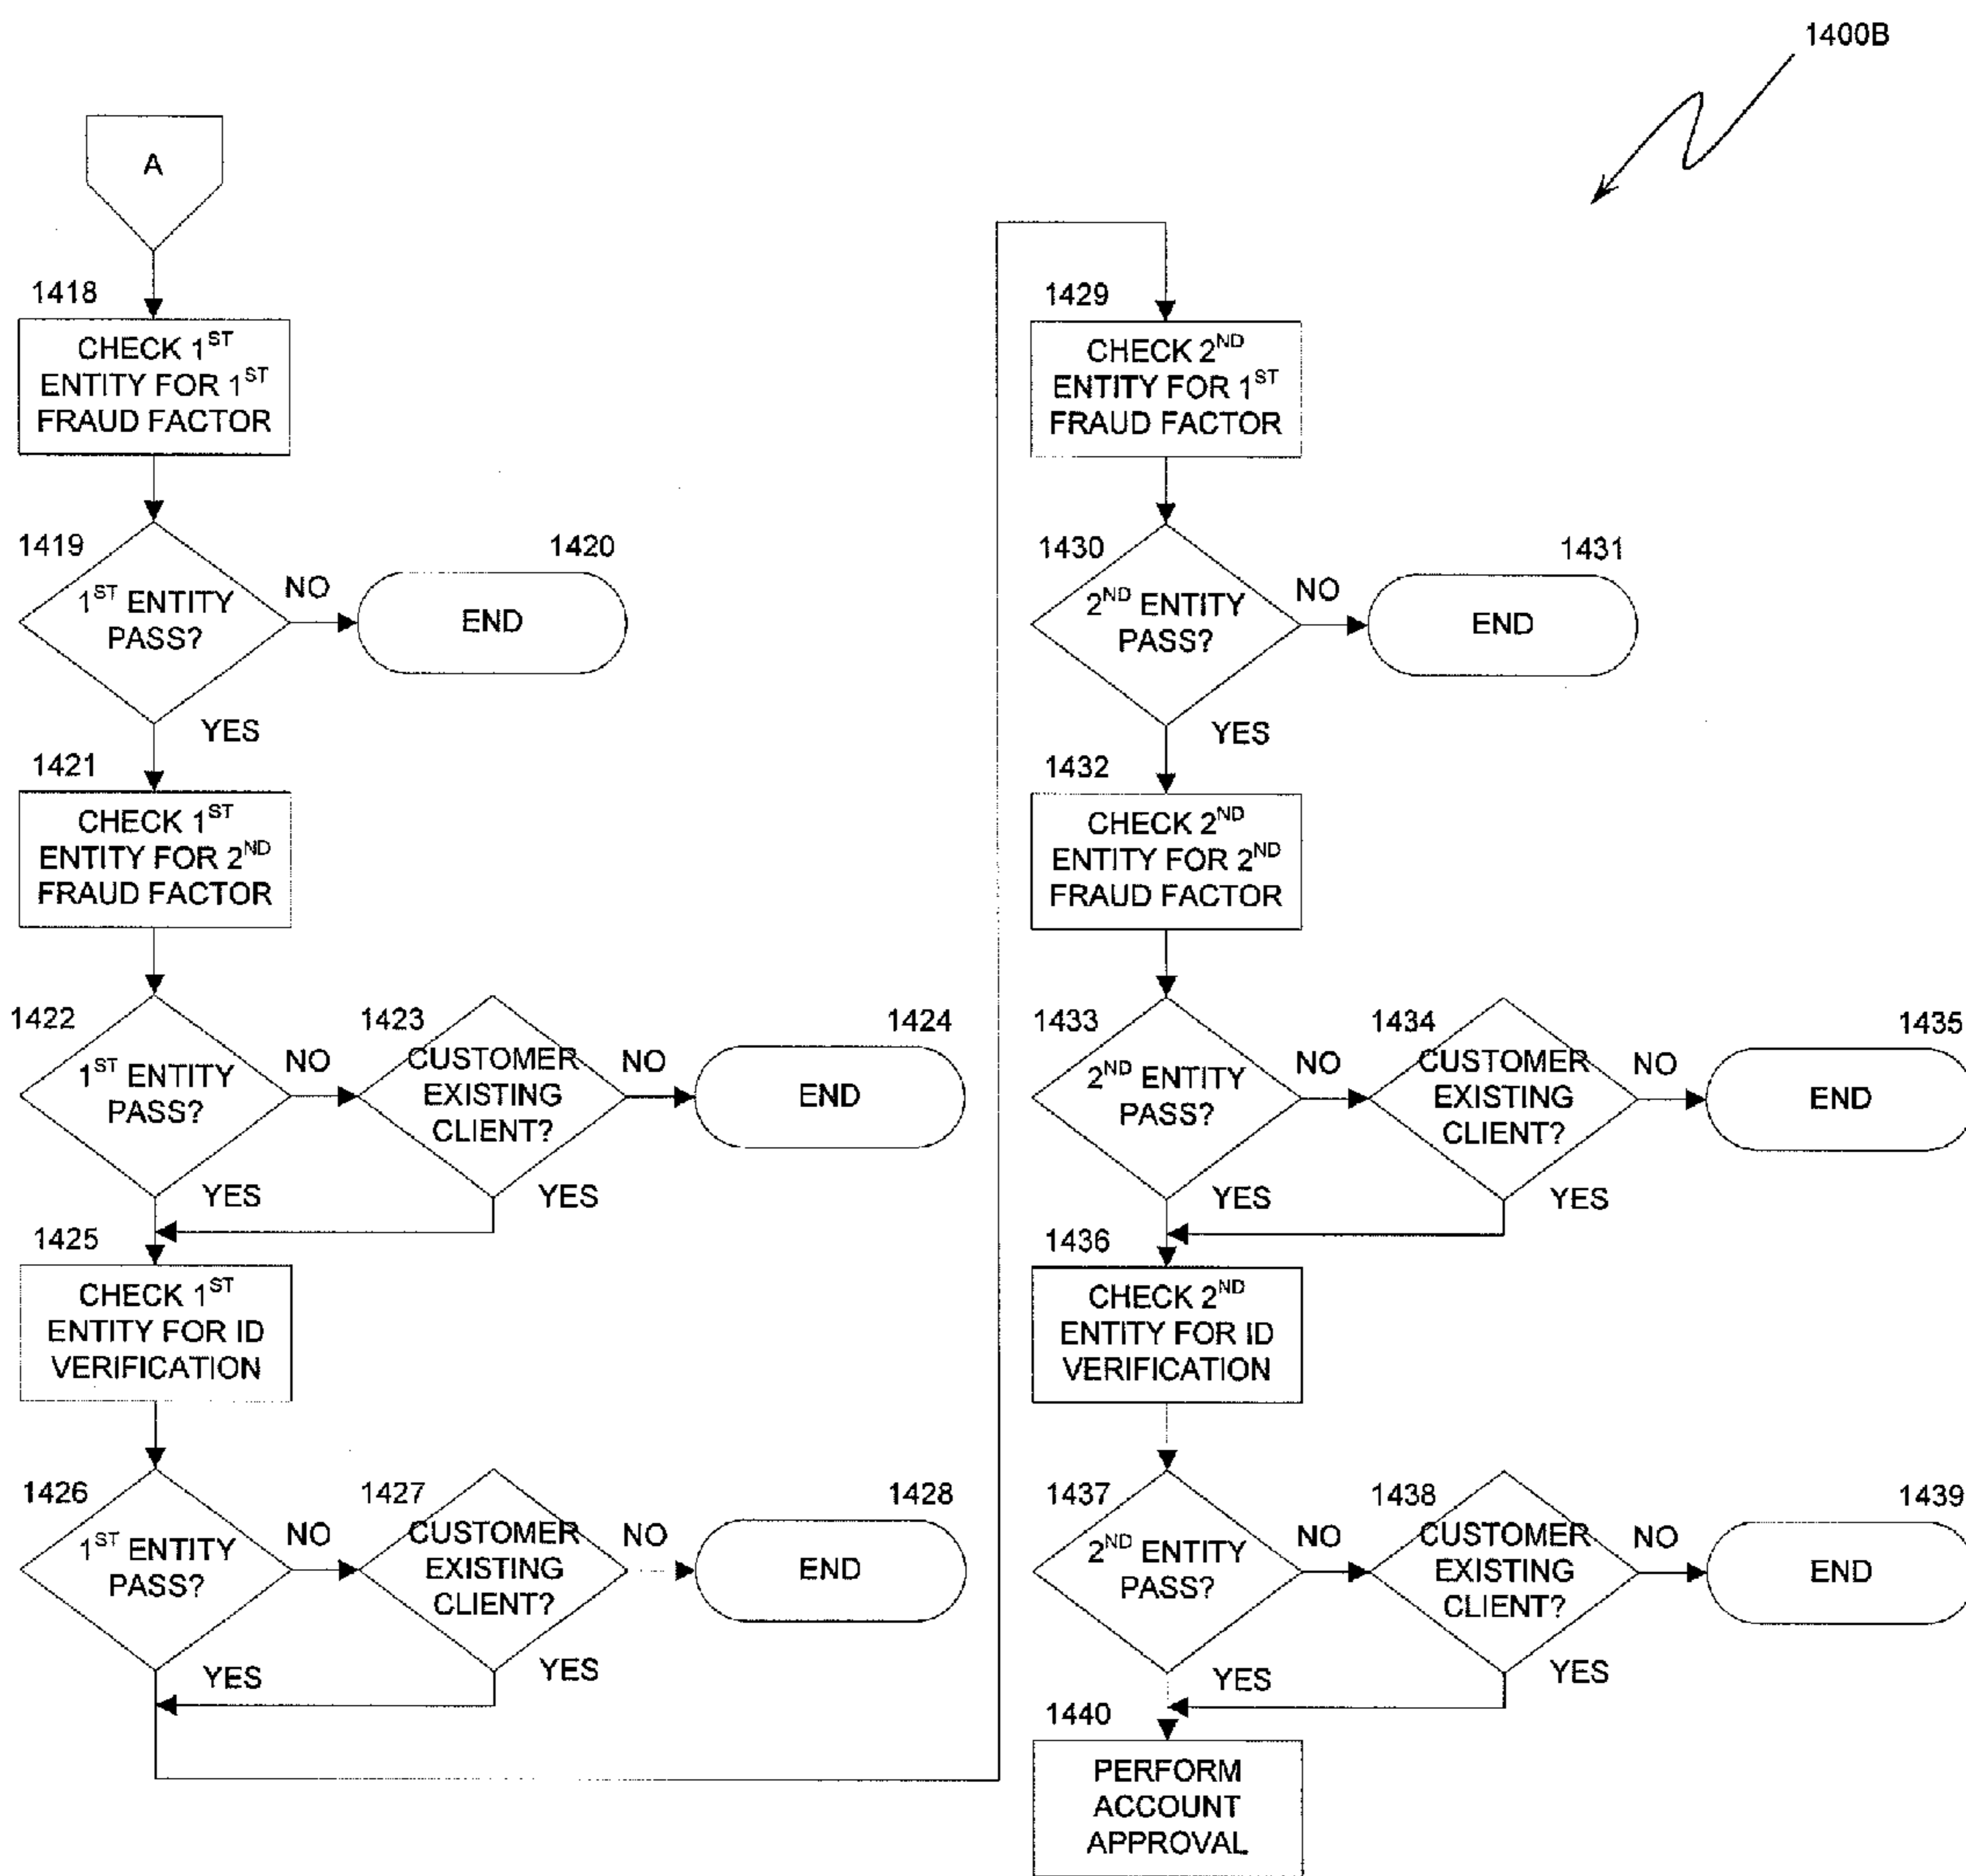 1400B
A
1418
CHECK 1ST
ENTITY FOR 1ST
FRAUD FACTOR
1419
1ST ENTITY
PASS?
NO
1420
END
YES
1421
CHECK 1ST
ENTITY FOR 2ND
FRAUD FACTOR
1422
1ST ENTITY
PASS?
NO
1423
CUSTOMER
EXISTING
CLIENT?
NO
1424
END
YES
YES
1425
CHECK 1ST
ENTITY FOR ID
VERIFICATION
1426
1ST ENTITY
PASS?
NO
1427
CUSTOMER
EXISTING
CLIENT?
NO
1428
END
YES
YES
1429
CHECK 2ND
ENTITY FOR 1ST
FRAUD FACTOR
1430
2ND ENTITY
PASS?
NO
1431
END
YES
1432
CHECK 2ND
ENTITY FOR 2ND
FRAUD FACTOR
1433
2ND ENTITY
PASS?
NO
1434
CUSTOMER
EXISTING
CLIENT?
NO
1435
END
YES
YES
1436
CHECK 2ND
ENTITY FOR ID
VERIFICATION
1437
2ND ENTITY
PASS?
NO
1438
CUSTOMER
EXISTING
CLIENT?
NO
1439
END
YES
YES
1440
PERFORM
ACCOUNT
APPROVAL